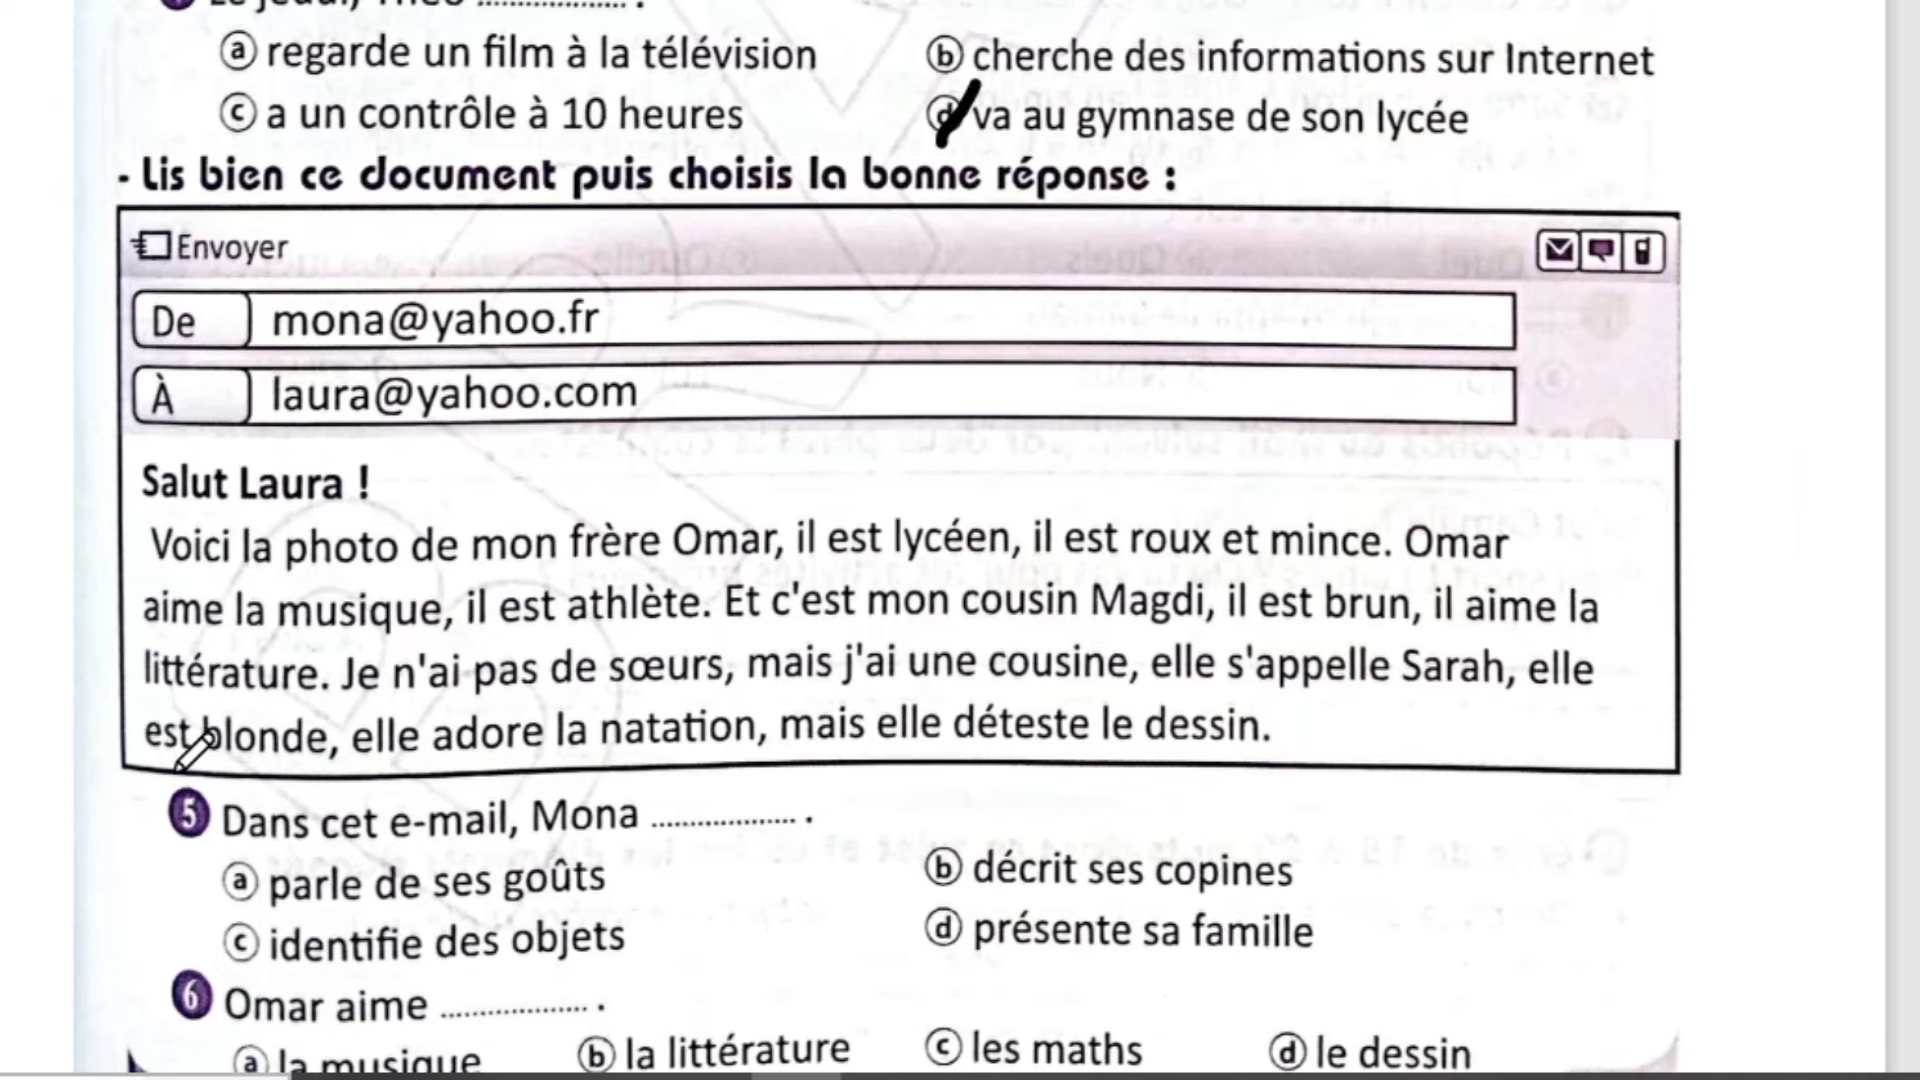 ⓐ regarde un film à la télévision ⓑ cherche des informations sur Internet
ⓒ a un contrôle à 10 heures ⓓ va au gymnase de son lycée
- Lis bien ce document puis choisis la bonne réponse :
Envoyer
De mona@yahoo.fr
À laura@yahoo.com
Salut Laura !
Voici la photo de mon frère Omar, il est lycéen, il est roux et mince. Omar
aime la musique, il est athlète. Et c'est mon cousin Magdi, il est brun, il aime la
littérature. Je n'ai pas de sœurs, mais j'ai une cousine, elle s'appelle Sarah, elle
est blonde, elle adore la natation, mais elle déteste le dessin.
5 Dans cet e-mail, Mona .................. .
ⓐ parle de ses goûts ⓑ décrit ses copines
ⓒ identifie des objets ⓓ présente sa famille
6 Omar aime .................. .
ⓐ la musique ⓑ la littérature ⓒ les maths ⓓ le dessin